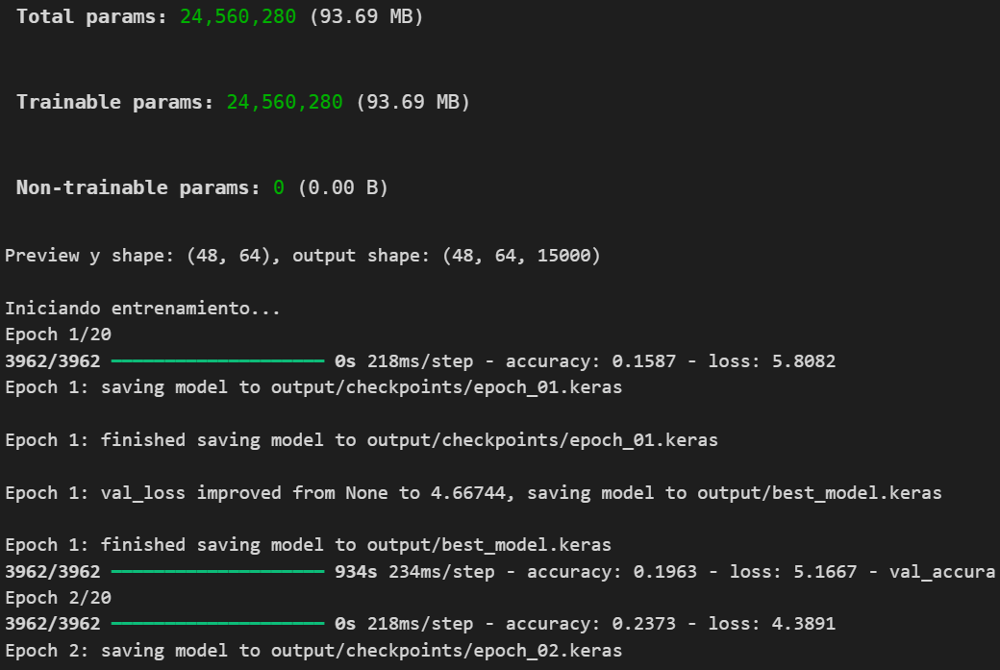 Total params: 24,560,280 (93.69 MB)
Trainable params: 24,560,280 (93.69 MB)
Non-trainable params: 0 (0.00 B)
Preview y shape: (48, 64), output shape: (48, 64, 15000)
Iniciando entrenamiento...
Epoch 1/20
3962/3962 ━━━━━━━━━━━━━━━━━━━━ 0s 218ms/step - accuracy: 0.1587 - loss: 5.8082
Epoch 1: saving model to output/checkpoints/epoch_01.keras
Epoch 1: finished saving model to output/checkpoints/epoch_01.keras
Epoch 1: val_loss improved from None to 4.66744, saving model to output/best_model.keras
Epoch 1: finished saving model to output/best_model.keras
3962/3962 ━━━━━━━━━━━━━━━━━━━━ 934s 234ms/step - accuracy: 0.1963 - loss: 5.1667 - val_accura
Epoch 2/20
3962/3962 ━━━━━━━━━━━━━━━━━━━━ 0s 218ms/step - accuracy: 0.2373 - loss: 4.3891
Epoch 2: saving model to output/checkpoints/epoch_02.keras